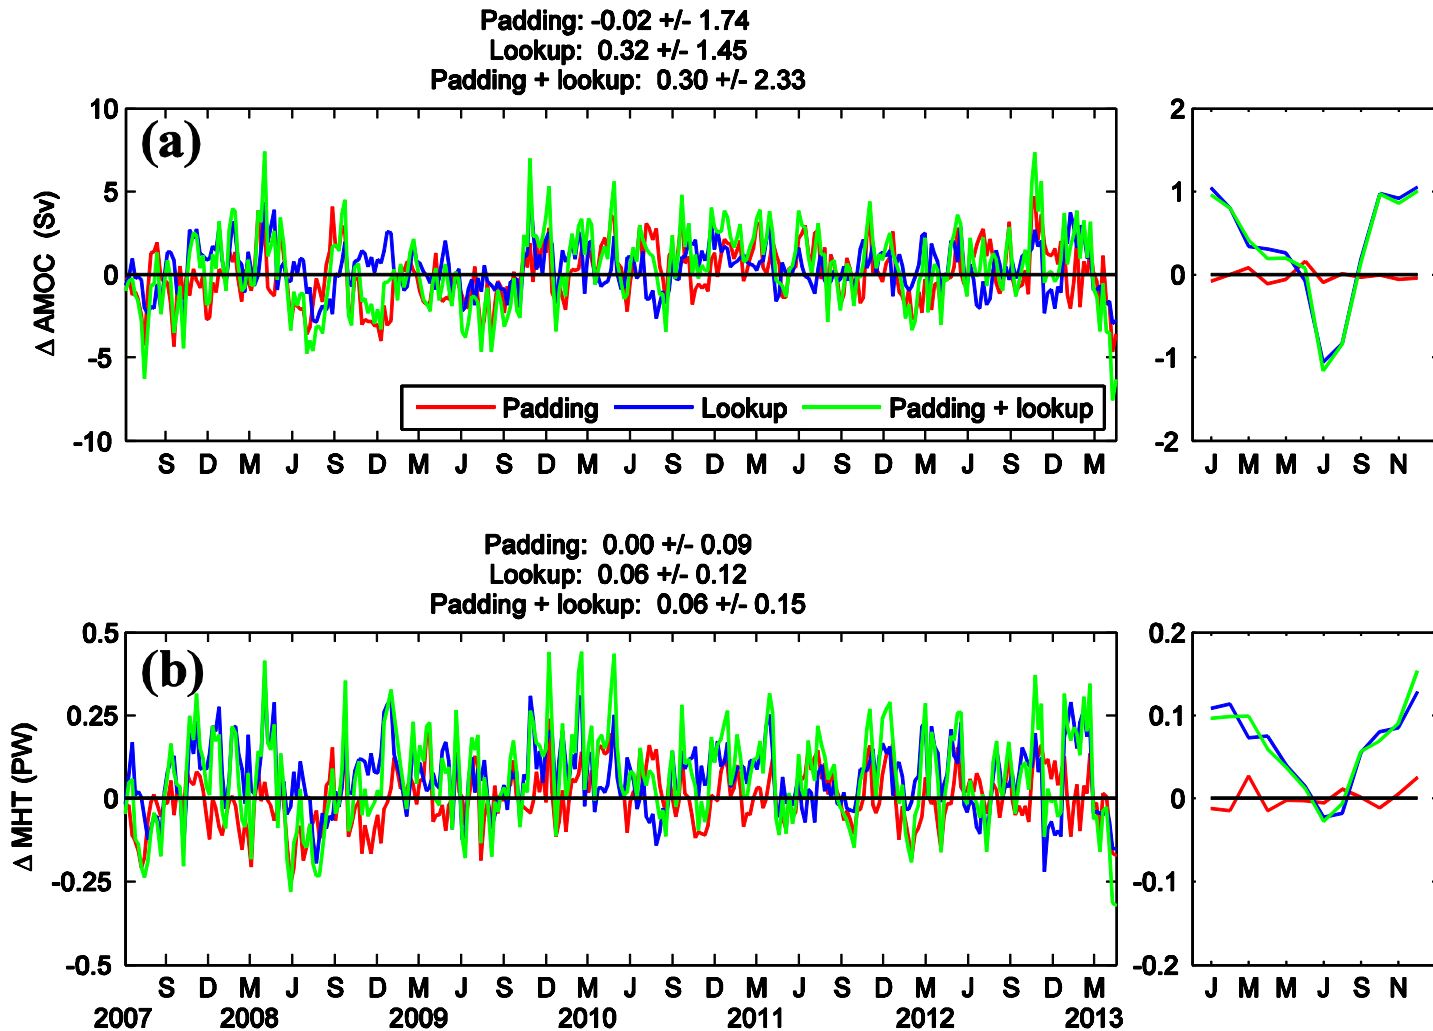 Padding: -0.02 +/- 1.74
Lookup: 0.32 +/- 1.45
Padding + lookup: 0.30 +/- 2.33
(a)
Δ AMOC (Sv)
10
5
0
-5
-10
Padding Lookup Padding + lookup
S D M J S D M J S D M J S D M J S D M J S D M
2
1
0
-1
-2
J M M J S N
Padding: 0.00 +/- 0.09
Lookup: 0.06 +/- 0.12
Padding + lookup: 0.06 +/- 0.15
(b)
Δ MHT (PW)
0.5
0.25
0
-0.25
-0.5
S D M J S D M J S D M J S D M J S D M J S D M
2007 2008 2009 2010 2011 2012 2013
0.2
0.1
0
-0.1
-0.2
J M M J S N